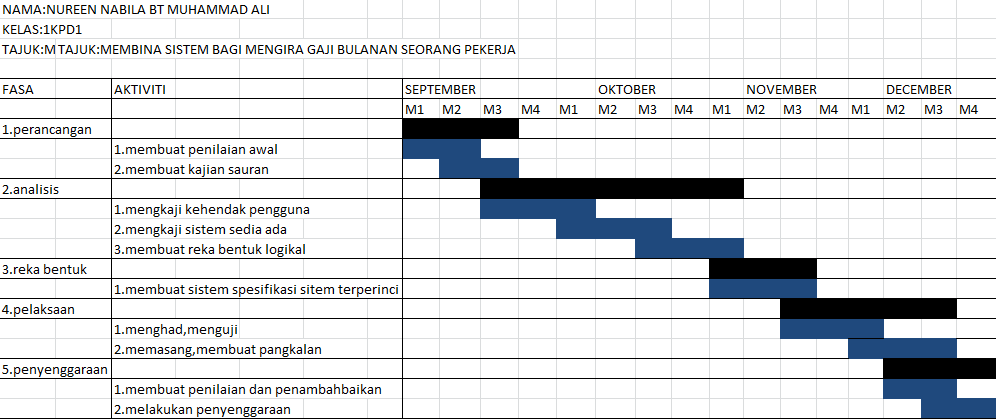 NAMA:NUREEN NABILA BT MUHAMMAD ALI
KELAS:1KPD1
TAJUK:M TAJUK:MEMBINA SISTEM BAGI MENGIRA GAJI BULANAN SEORANG PEKERJA
FASA AKTIVITI SEPTEMBER OKTOBER NOVEMBER DECEMBER
M1 M2 M3 M4 M1 M2 M3 M4 M1 M2 M3 M4 M1 M2 M3 M4
1.perancangan
1.membuat penilaian awal
2.membuat kajian sauran
2.analisis
1.mengkaji kehendak pengguna
2.mengkaji sistem sedia ada
3.membuat reka bentuk logikal
3.reka bentuk
1.membuat sistem spesifikasi sitem terperinci
4.pelaksaan
1.menghad,menguji
2.memasang,membuat pangkalan
5.penyenggaraan
1.membuat penilaian dan penambahbaikan
2.melakukan penyenggaraan